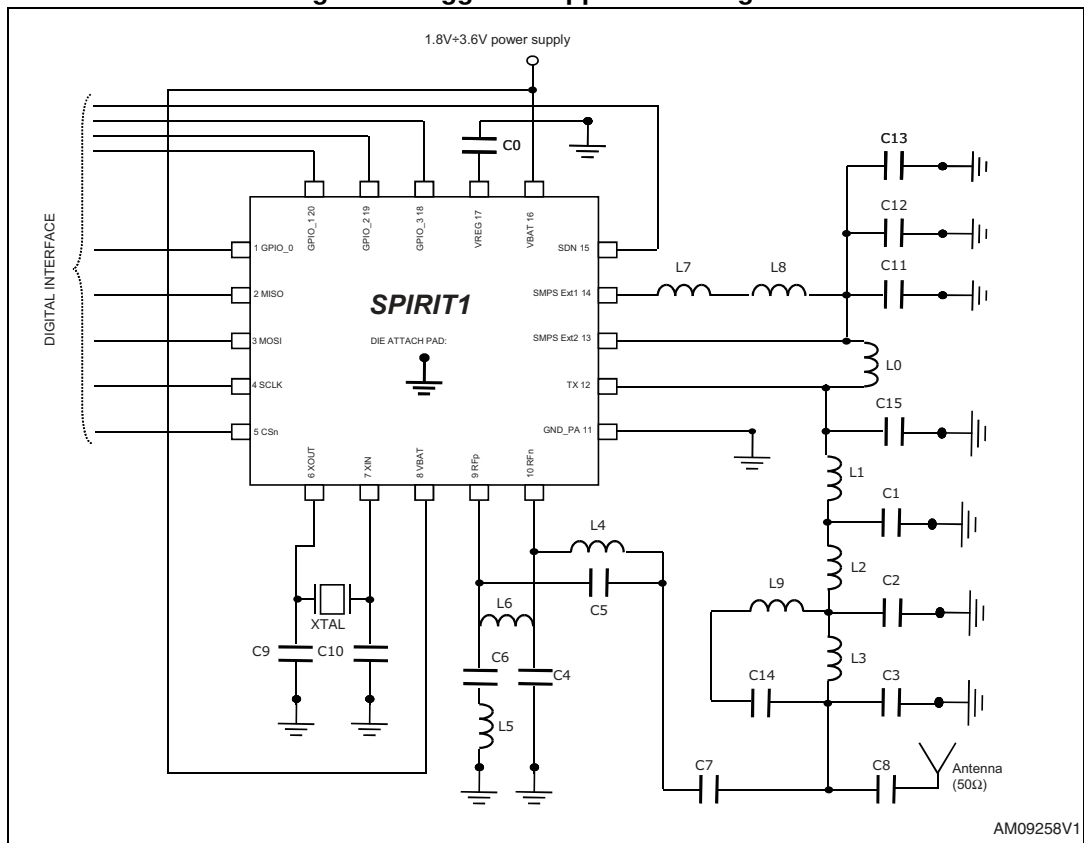 1.8V÷3.6V power supply
C0
C13
C12
C11
DIGITAL INTERFACE
GPIO_1 20
GPIO_2 19
GPIO_3 18
VREG 17
VBAT 16
1 GPIO_0
SDN 15
L7
L8
2 MISO
SPIRIT1
SMPS Ext1 14
3 MOSI
DIE ATTACH PAD:
SMPS Ext2 13
L0
4 SCLK
TX 12
C15
5 CSn
GND_PA 11
6 XOUT
7 XIN
8 VBAT
9 RFp
10 RFn
L1
C1
L4
L2
L9
C2
C5
L6
XTAL
C9
C10
C6
C4
L3
C14
C3
L5
C7
C8
Antenna
(50Ω)
AM09258V1